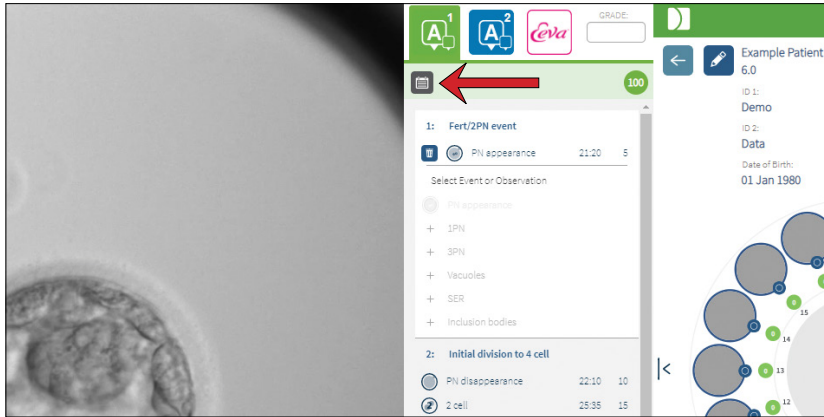 A 1
A 2
Eva
GRADE:
100
1: Fert/2PN event
PN appearance 21:20 5
Select Event or Observation
PN appearance
+ 1PN
+ 3PN
+ Vacuoles
+ SER
+ Inclusion bodies
2: Initial division to 4 cell
PN disappearance 22:10 10
2 cell 25:35 15
Example Patient
6.0
ID 1:
Demo
ID 2:
Data
Date of Birth:
01 Jan 1980
15
14
13
12